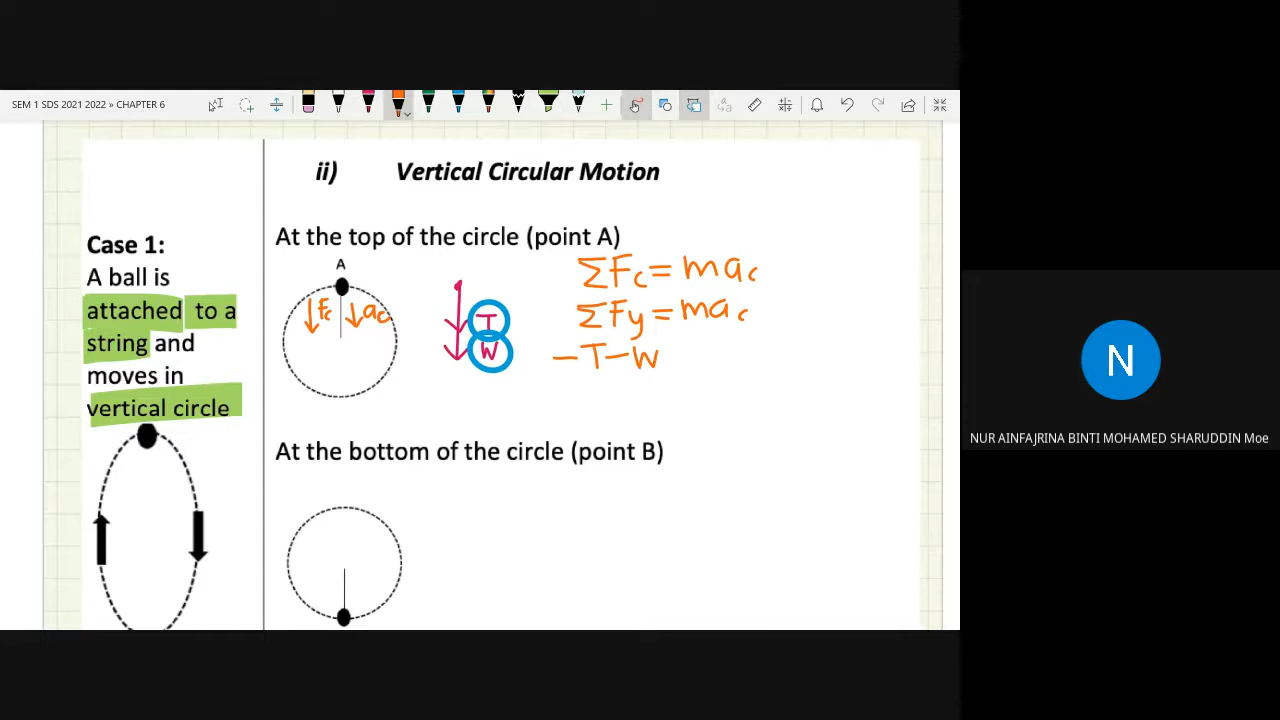 SEM 1 SDS 2021 2022 » CHAPTER 6
ii) Vertical Circular Motion
Case 1:
A ball is
attached to a
string and
moves in
vertical circle
At the top of the circle (point A)
A
↓Fc ↓ac
T
W
ΣFc = mac
ΣFy = mac
−T−W
At the bottom of the circle (point B)
N
NUR AINFAJRINA BINTI MOHAMED SHARUDDIN Moe